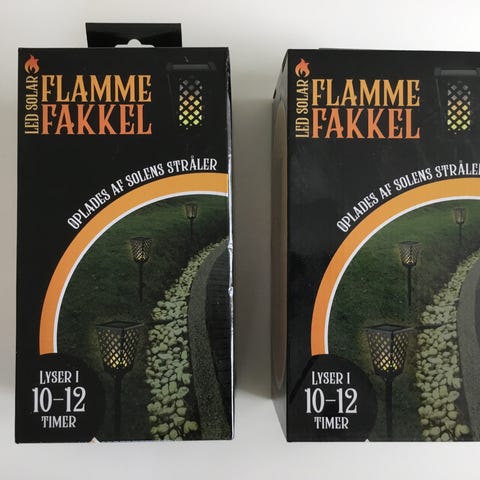 LED SOLAR
FLAMME
FAKKEL
OPLADES AF SOLENS STRÅLER
LYSER I
10-12
TIMER
LED SOLAR
FLAMME
FAKKEL
OPLADES AF SOLENS STRÅLER
LYSER I
10-12
TIMER